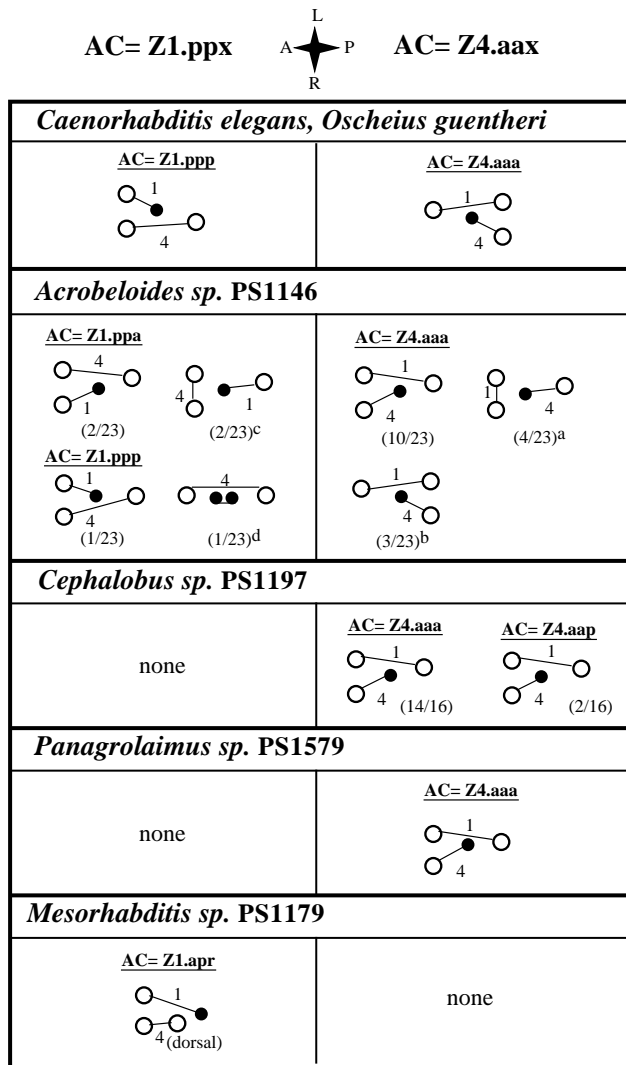 L
AC= Z1.ppx A P AC= Z4.aax
R
Caenorhabditis elegans, Oscheius guentheri
AC= Z1.ppp
1
4
AC= Z4.aaa
1
4
Acrobeloides sp. PS1146
AC= Z1.ppa
4
1
(2/23)
4
1
(2/23)c
AC= Z1.ppp
1
4
(1/23)
4
(1/23)d
AC= Z4.aaa
1
4
(10/23)
1
4
(4/23)a
1
4
(3/23)b
Cephalobus sp. PS1197
none
AC= Z4.aaa
1
4 (14/16)
AC= Z4.aap
1
4 (2/16)
Panagrolaimus sp. PS1579
none
AC= Z4.aaa
1
4
Mesorhabditis sp. PS1179
AC= Z1.apr
1
4 (dorsal)
none